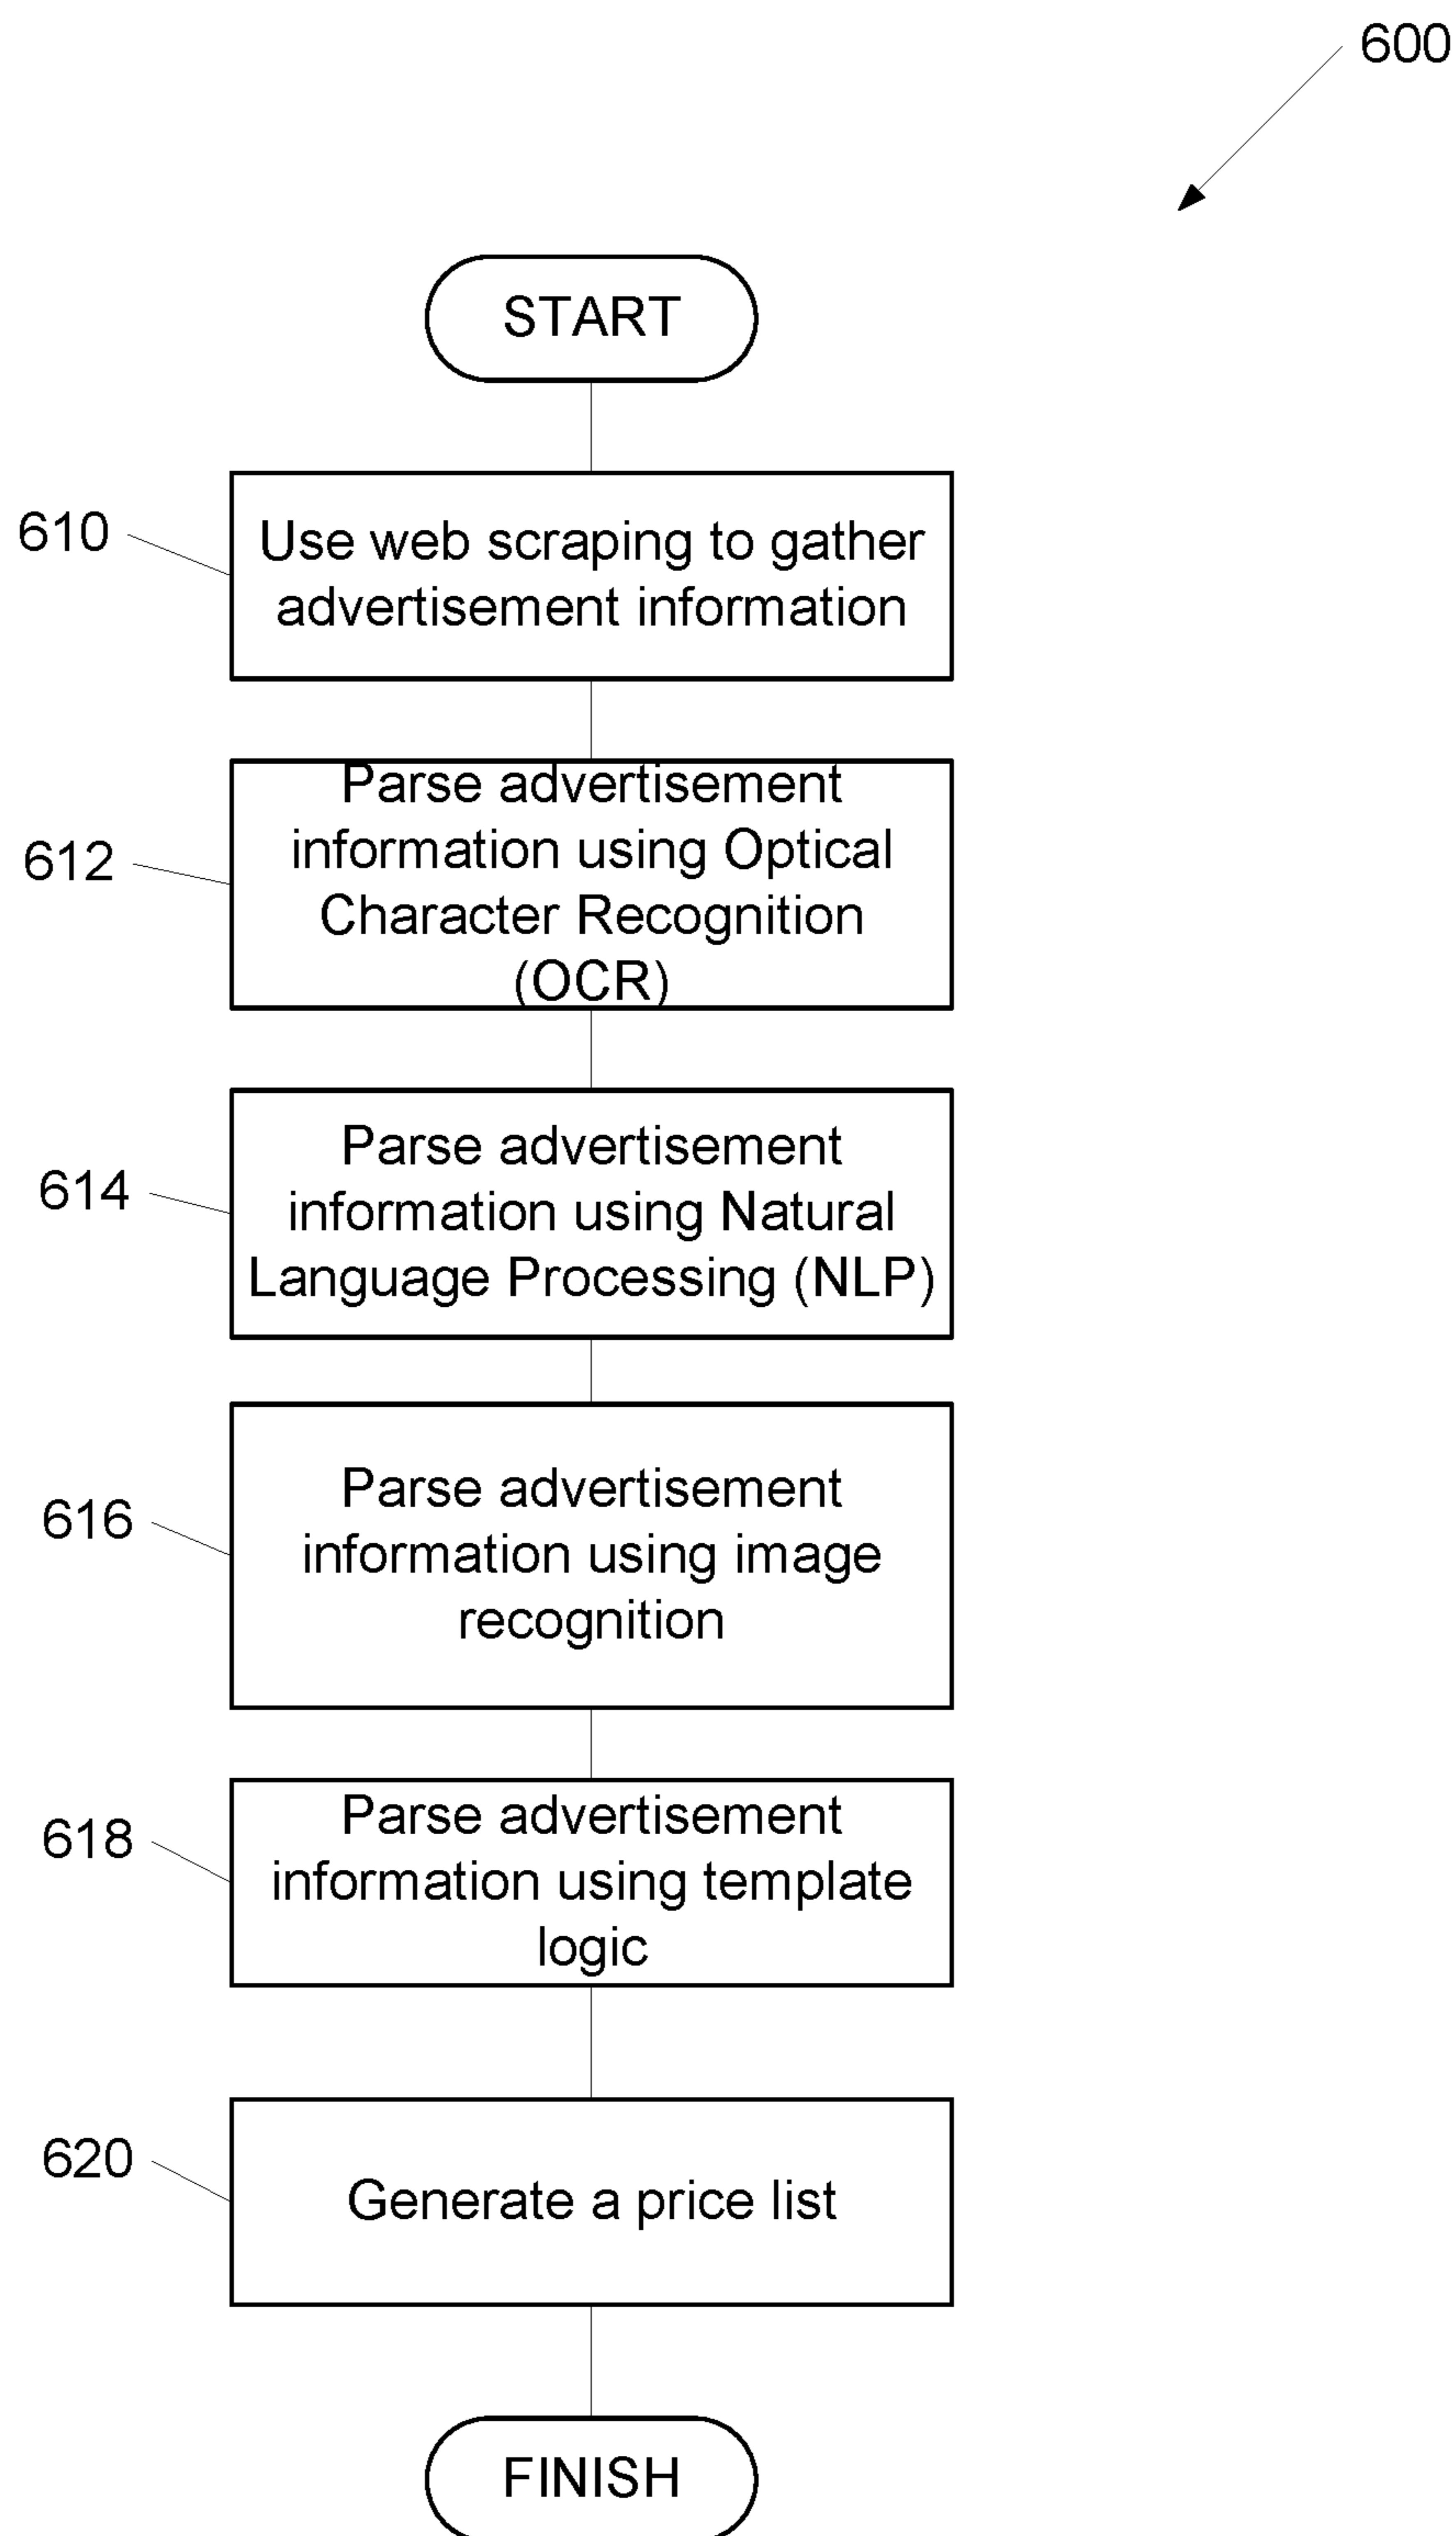 600
START
610
Use web scraping to gather
advertisement information
612
Parse advertisement
information using Optical
Character Recognition
(OCR)
614
Parse advertisement
information using Natural
Language Processing (NLP)
616
Parse advertisement
information using image
recognition
618
Parse advertisement
information using template
logic
620
Generate a price list
FINISH